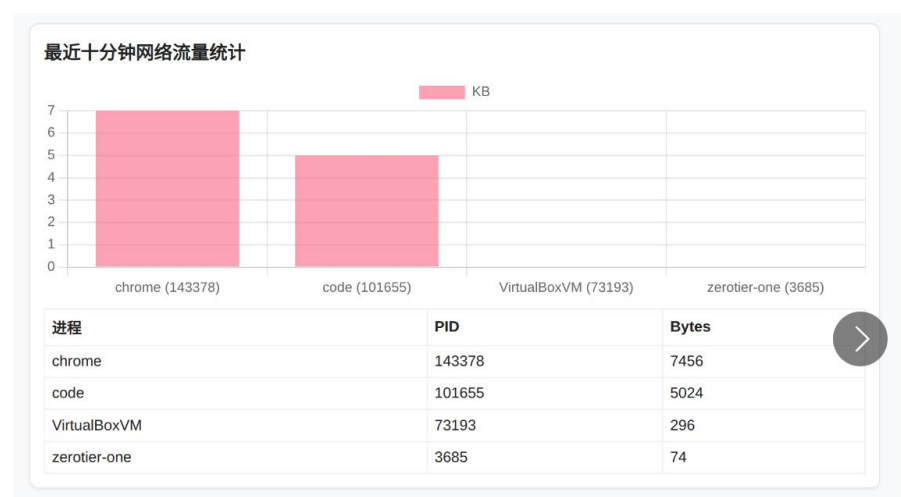 最近十分钟网络流量统计
KB
7
6
5
4
3
2
1
0
chrome (143378) code (101655) VirtualBoxVM (73193) zerotier-one (3685)
进程 PID Bytes
chrome 143378 7456
code 101655 5024
VirtualBoxVM 73193 296
zerotier-one 3685 74